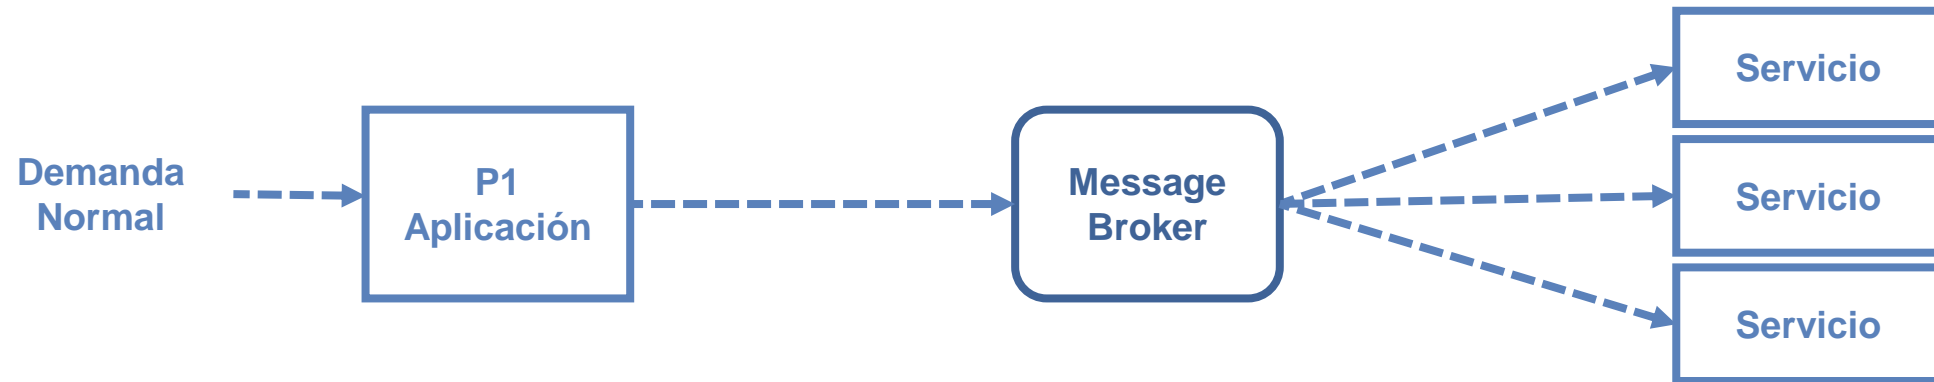 Demanda
Normal
P1
Aplicación
Message
Broker
Servicio
Servicio
Servicio